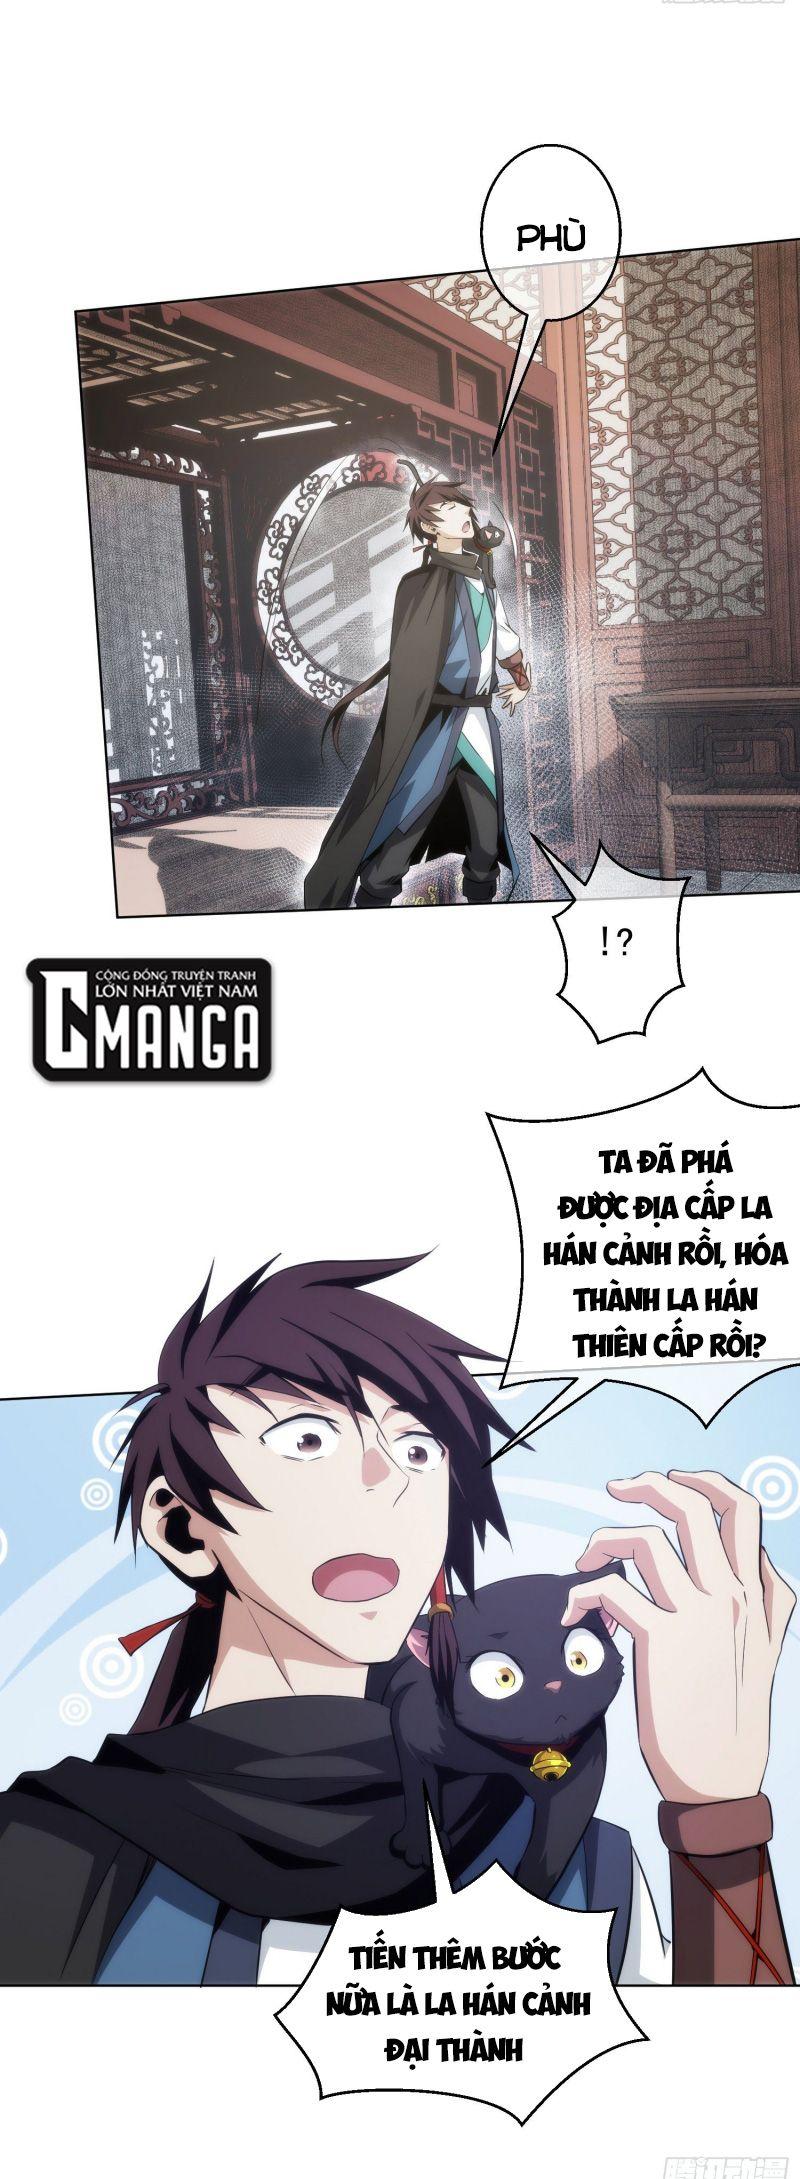 PHÙ
!?
CỘNG ĐỒNG TRUYỆN TRANH
LỚN NHẤT VIỆT NAM
CMANGA
TA ĐÃ PHÁ
ĐƯỢC ĐỊA CẤP LA
HÁN CẢNH RỒI, HÓA
THÀNH LA HÁN
THIÊN CẤP RỒI?
TIẾN THÊM BƯỚC
NỮA LÀ LA HÁN CẢNH
ĐẠI THÀNH